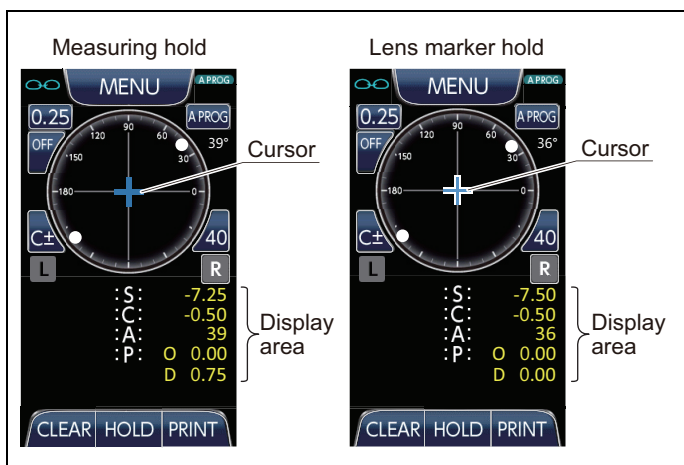 Measuring hold
MENU
A PROG
0.25
A PROG
OFF
39°
90
120
60
150
30
180
0
Cursor
C±
40
L
R
:S: -7.25
:C: -0.50
:A: 39
:P: O 0.00
D 0.75
Display
area
CLEAR HOLD PRINT
Lens marker hold
MENU
A PROG
0.25
A PROG
OFF
36°
90
120
60
150
30
180
0
Cursor
C±
40
L
R
:S: -7.50
:C: -0.50
:A: 36
:P: O 0.00
D 0.00
Display
area
CLEAR HOLD PRINT